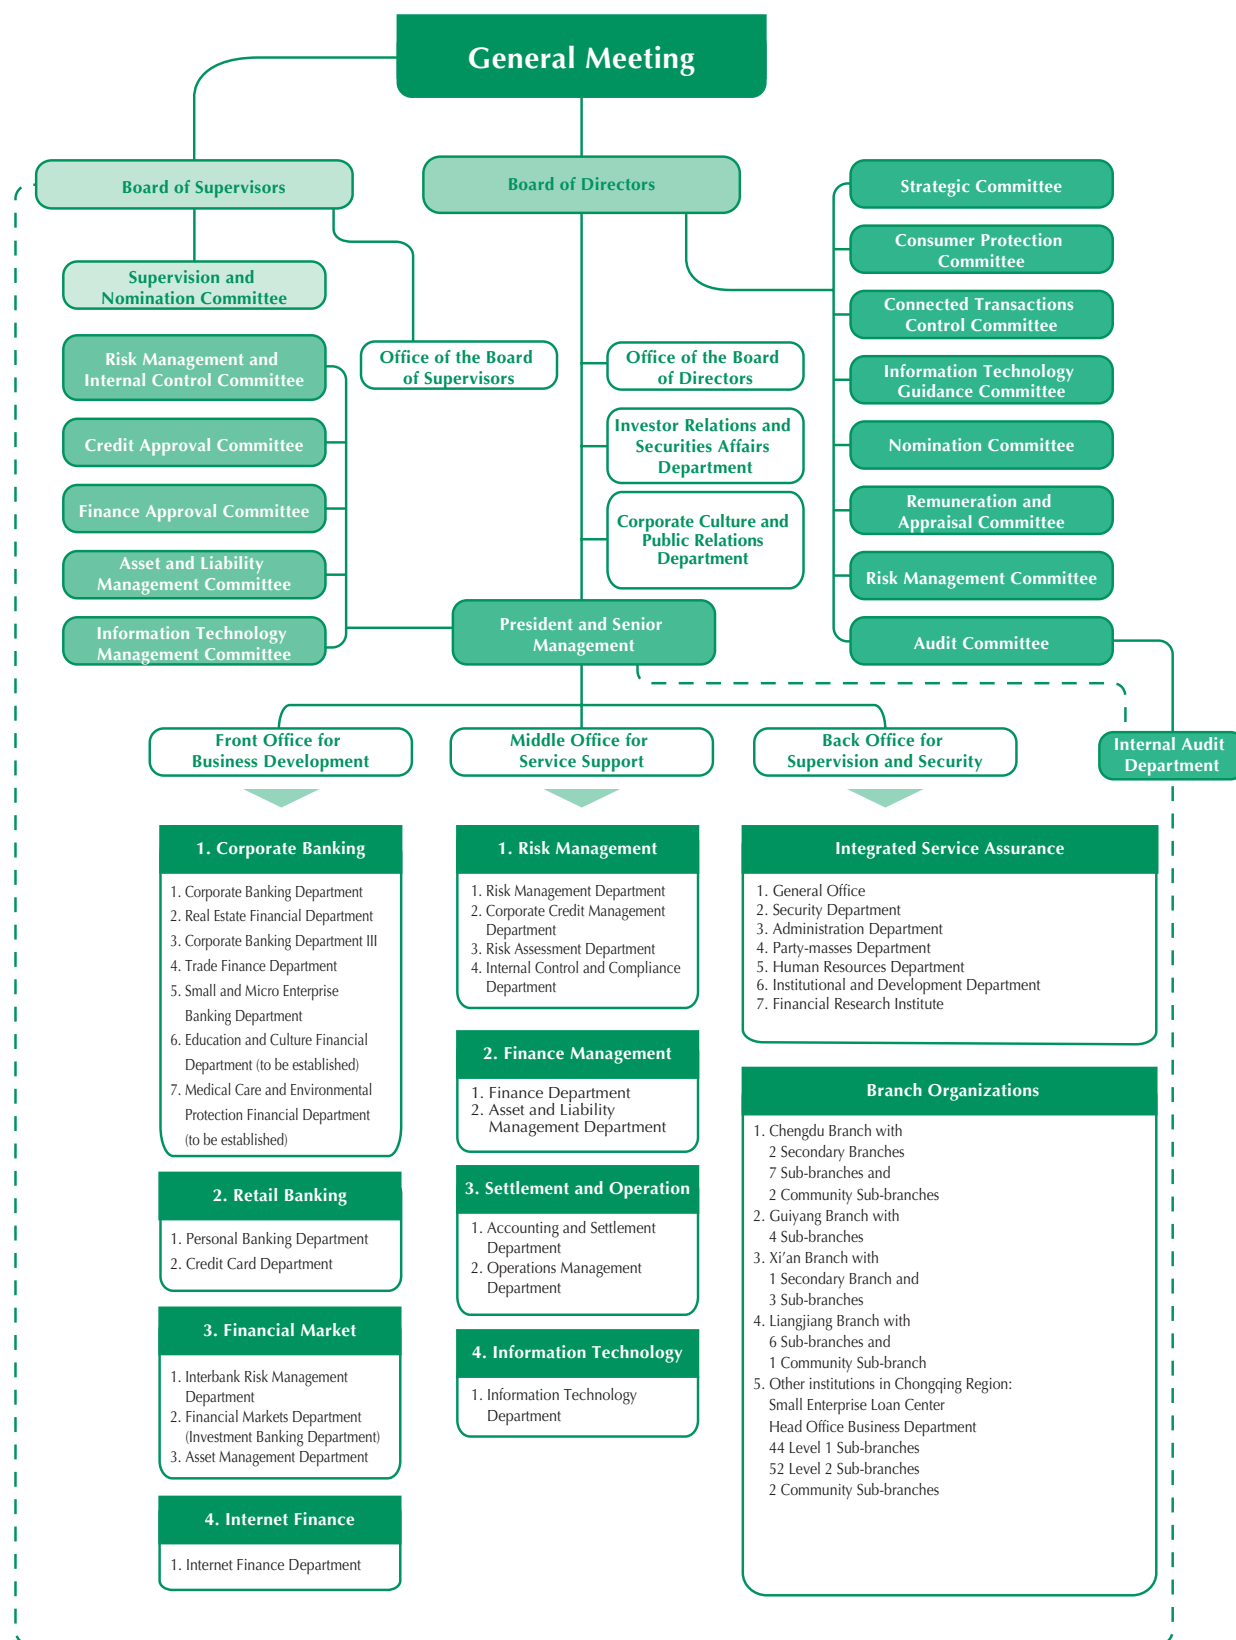 General Meeting
Board of Supervisors
Board of Directors
Strategic Committee
Consumer Protection
Committee
Connected Transactions
Control Committee
Information Technology
Guidance Committee
Nomination Committee
Remuneration and
Appraisal Committee
Risk Management Committee
Audit Committee
Supervision and
Nomination Committee
Risk Management and
Internal Control Committee
Credit Approval Committee
Finance Approval Committee
Asset and Liability
Management Committee
Information Technology
Management Committee
Office of the Board
of Supervisors
Office of the Board
of Directors
Investor Relations and
Securities Affairs
Department
Corporate Culture and
Public Relations
Department
President and Senior
Management
Front Office for
Business Development
Middle Office for
Service Support
Back Office for
Supervision and Security
Internal Audit
Department
1. Corporate Banking
1. Corporate Banking Department
2. Real Estate Financial Department
3. Corporate Banking Department III
4. Trade Finance Department
5. Small and Micro Enterprise
Banking Department
6. Education and Culture Financial
Department (to be established)
7. Medical Care and Environmental
Protection Financial Department
(to be established)
2. Retail Banking
1. Personal Banking Department
2. Credit Card Department
3. Financial Market
1. Interbank Risk Management
Department
2. Financial Markets Department
(Investment Banking Department)
3. Asset Management Department
4. Internet Finance
1. Internet Finance Department
1. Risk Management
1. Risk Management Department
2. Corporate Credit Management
Department
3. Risk Assessment Department
4. Internal Control and Compliance
Department
2. Finance Management
1. Finance Department
2. Asset and Liability
Management Department
3. Settlement and Operation
1. Accounting and Settlement
Department
2. Operations Management
Department
4. Information Technology
1. Information Technology
Department
Integrated Service Assurance
1. General Office
2. Security Department
3. Administration Department
4. Party-masses Department
5. Human Resources Department
6. Institutional and Development Department
7. Financial Research Institute
Branch Organizations
1. Chengdu Branch with
2 Secondary Branches
7 Sub-branches and
2 Community Sub-branches
2. Guiyang Branch with
4 Sub-branches
3. Xi'an Branch with
1 Secondary Branch and
3 Sub-branches
4. Liangjiang Branch with
6 Sub-branches and
1 Community Sub-branch
5. Other institutions in Chongqing Region:
Small Enterprise Loan Center
Head Office Business Department
44 Level 1 Sub-branches
52 Level 2 Sub-branches
2 Community Sub-branches